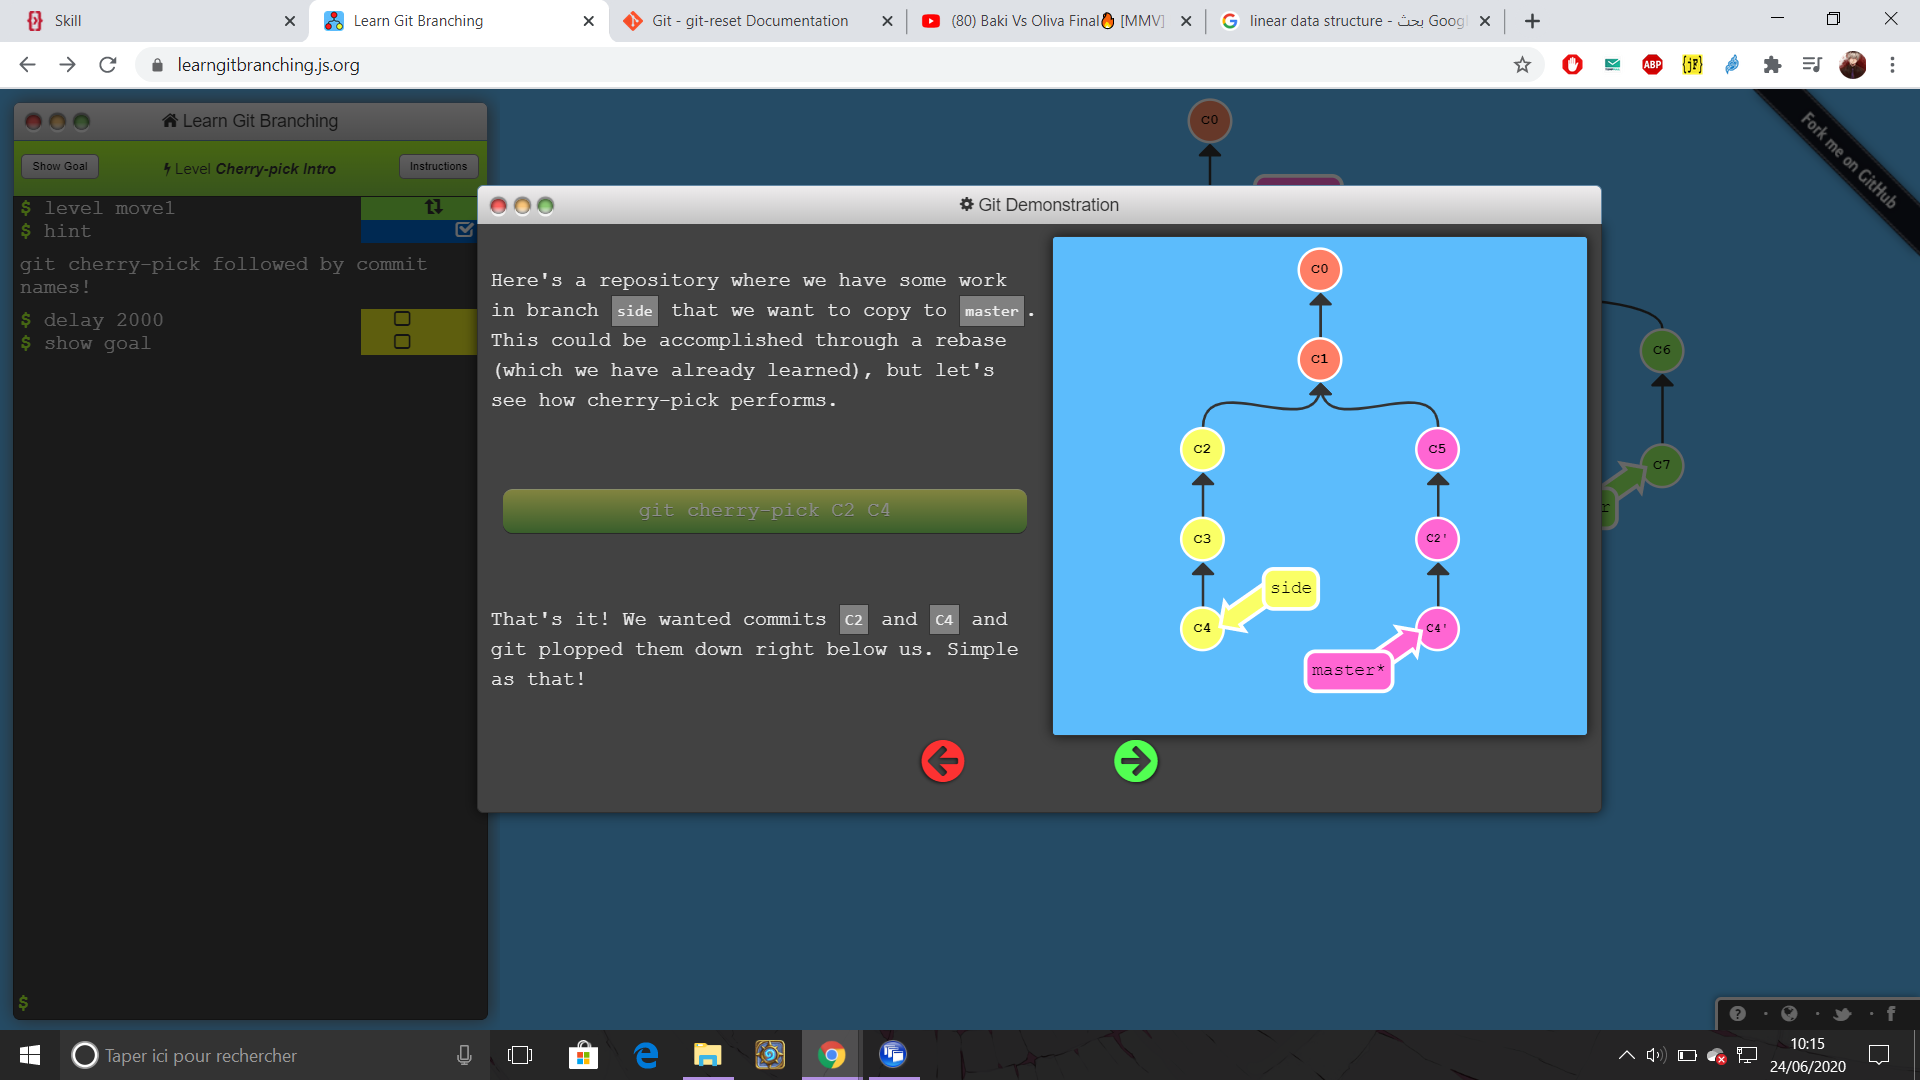 Skill
Learn Git Branching
Git - git-reset Documentation
(80) Baki Vs Oliva Final🔥 [MMV]
linear data structure - بحث Goog
learngitbranching.js.org
Learn Git Branching
Show Goal
Level Cherry-pick Intro
Instructions
$ level move1
$ hint
git cherry-pick followed by commit
names!
$ delay 2000
$ show goal
$
C0
Fork me on GitHub
C6
C7
Git Demonstration
Here's a repository where we have some work
in branch side that we want to copy to master.
This could be accomplished through a rebase
(which we have already learned), but let's
see how cherry-pick performs.
git cherry-pick C2 C4
That's it! We wanted commits C2 and C4 and
git plopped them down right below us. Simple
as that!
C0
C1
C2
C5
C3
C2'
side
C4
C4'
master*
Taper ici pour rechercher
10:15
24/06/2020